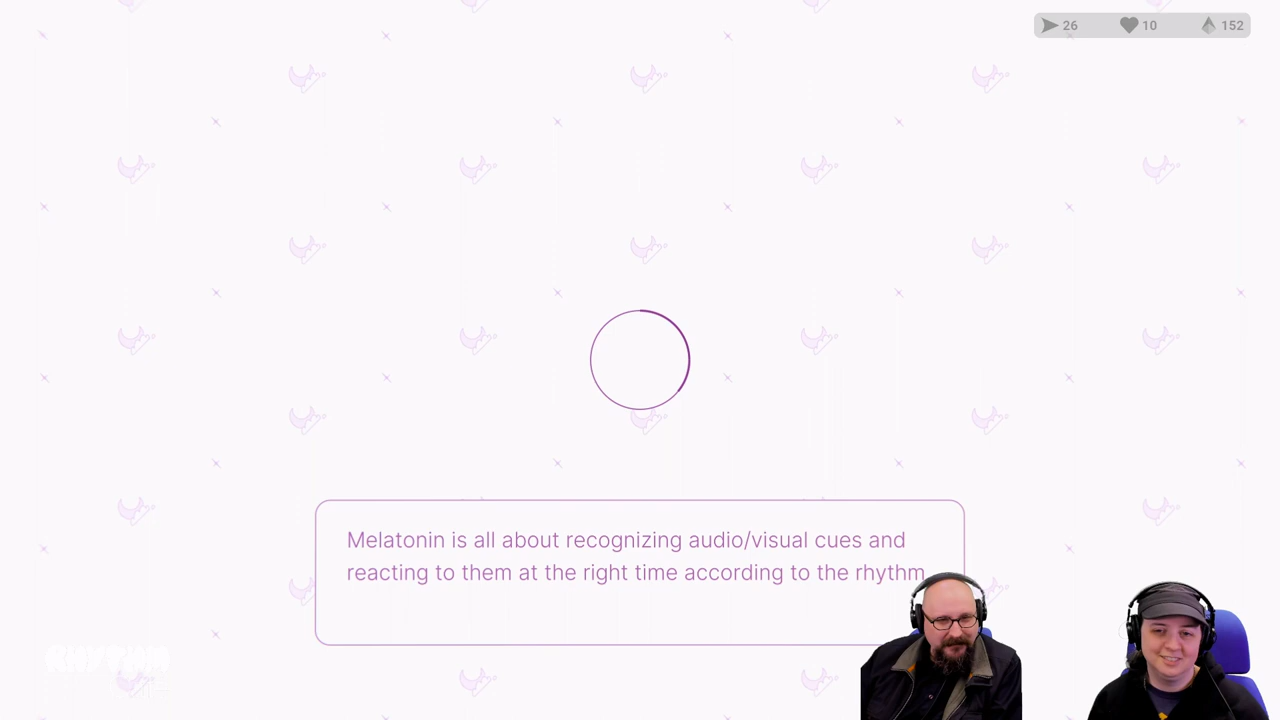 26 10 152
Melatonin is all about recognizing audio/visual cues and
reacting to them at the right time according to the rhythm